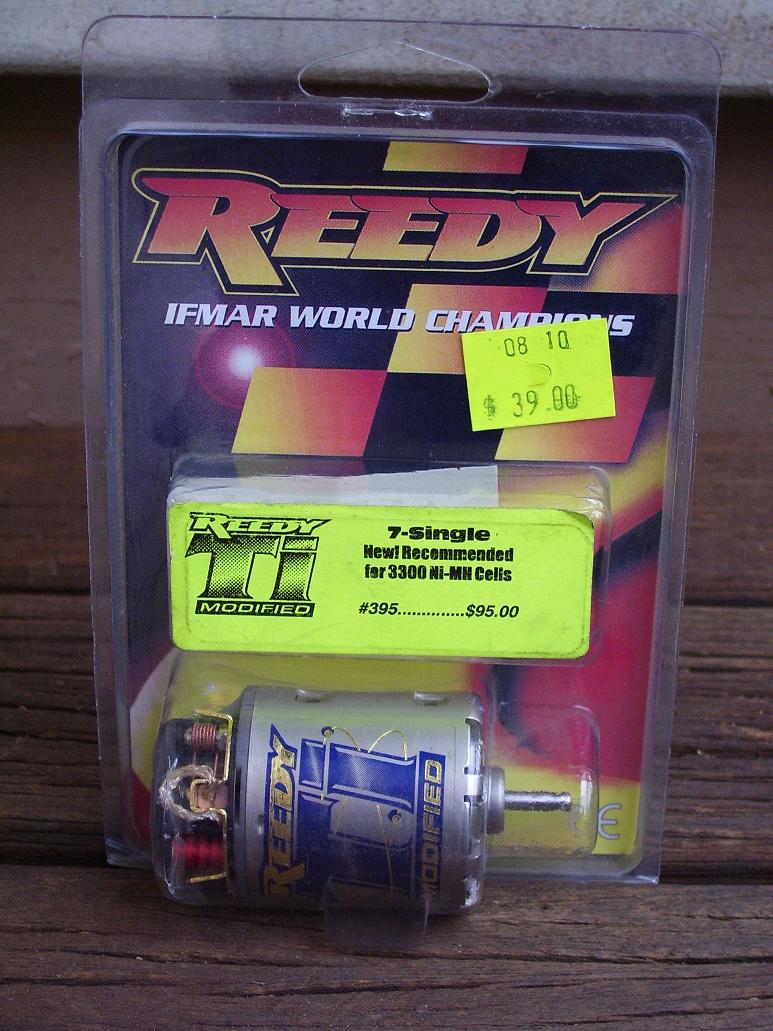 REEDY
IFMAR WORLD CHAMPIONS
08 10
$ 39.00
REEDY
Ti
MODIFIED
7-Single
New! Recommended
for 3300 Ni-MH Cells
#395..............$95.00
REEDY
Ti
MODIFIED
CE